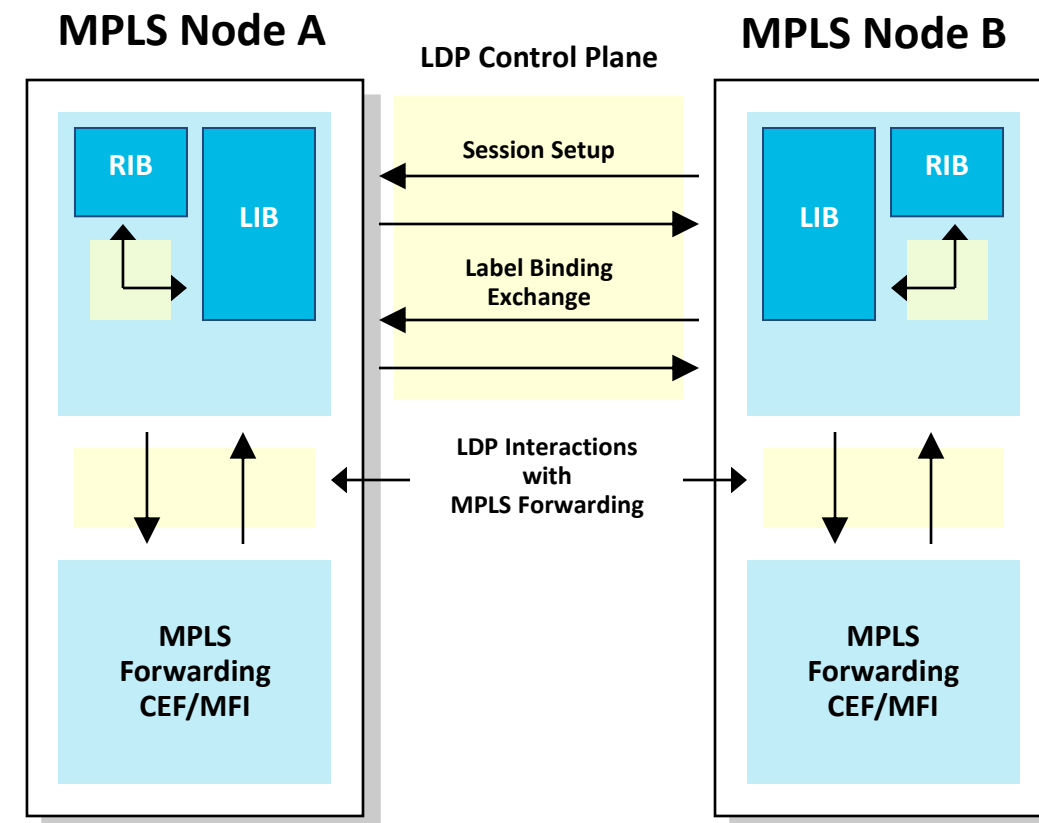 MPLS Node A
MPLS Node B
LDP Control Plane
RIB
LIB
Session Setup
Label Binding
Exchange
LIB
RIB
LDP Interactions
with
MPLS Forwarding
MPLS
Forwarding
CEF/MFI
MPLS
Forwarding
CEF/MFI